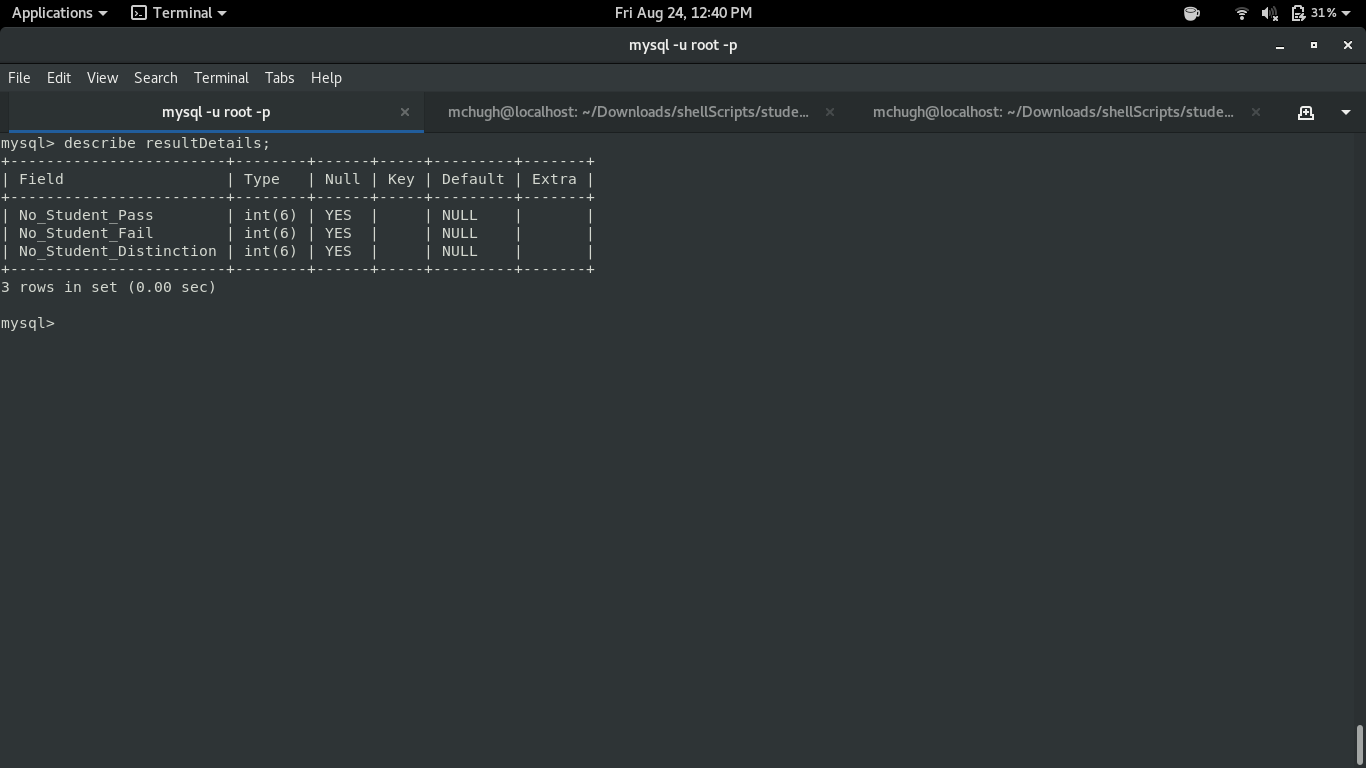 Applications Terminal Fri Aug 24, 12:40 PM 31%
mysql -u root -p
File Edit View Search Terminal Tabs Help
mysql -u root -p × mchugh@localhost: ~/Downloads/shellScripts/stude... × mchugh@localhost: ~/Downloads/shellScripts/stude... ×
mysql> describe resultDetails;
+------------------------+--------+------+-----+---------+-------+
| Field                  | Type   | Null | Key | Default | Extra |
+------------------------+--------+------+-----+---------+-------+
| No_Student_Pass        | int(6) | YES  |     | NULL    |       |
| No_Student_Fail        | int(6) | YES  |     | NULL    |       |
| No_Student_Distinction | int(6) | YES  |     | NULL    |       |
+------------------------+--------+------+-----+---------+-------+
3 rows in set (0.00 sec)
mysql>